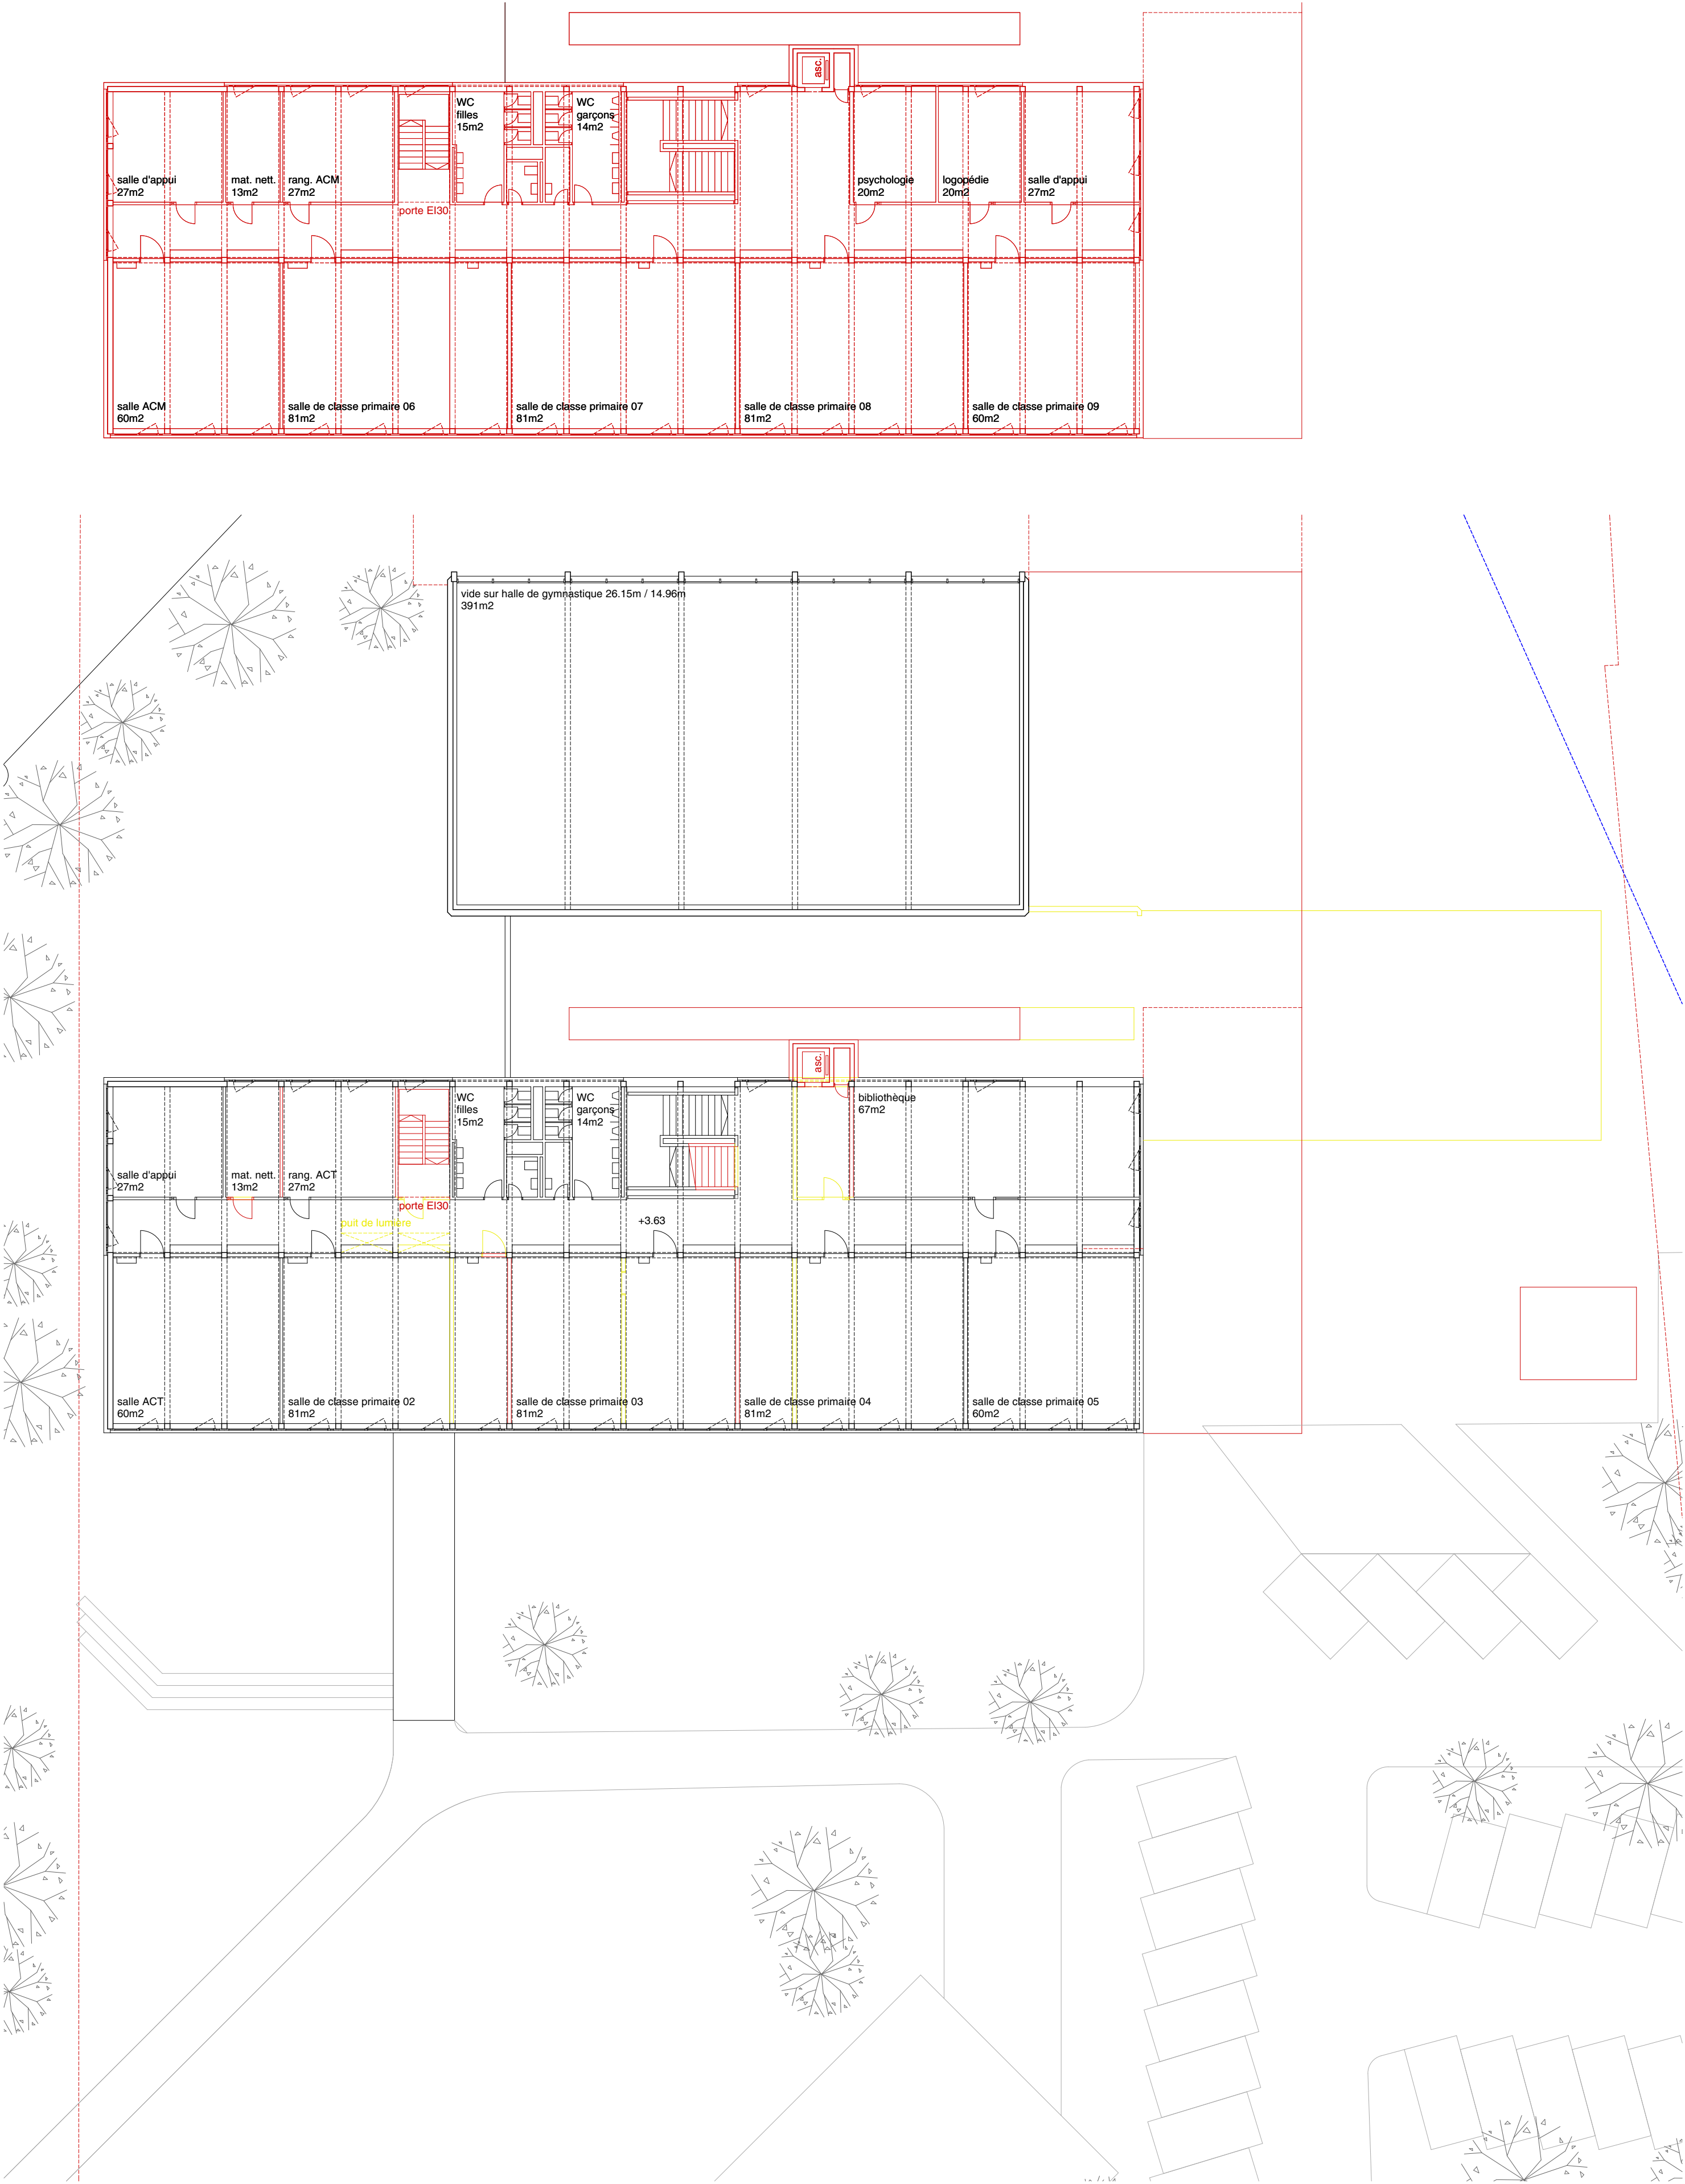 asc.
WC
filles
15m2
WC
garçons
14m2
salle d'appui
27m2
mat. nett.
13m2
rang. ACM
27m2
porte EI30
psychologie
20m2
logopédie
20m2
salle d'appui
27m2
salle ACM
60m2
salle de classe primaire 06
81m2
salle de classe primaire 07
81m2
salle de classe primaire 08
81m2
salle de classe primaire 09
60m2
vide sur halle de gymnastique 26.15m / 14.96m
391m2
asc.
WC
filles
15m2
WC
garçons
14m2
bibliothèque
67m2
salle d'appui
27m2
mat. nett.
13m2
rang. ACT
27m2
porte EI30
puit de lumière
+3.63
salle ACT
60m2
salle de classe primaire 02
81m2
salle de classe primaire 03
81m2
salle de classe primaire 04
81m2
salle de classe primaire 05
60m2